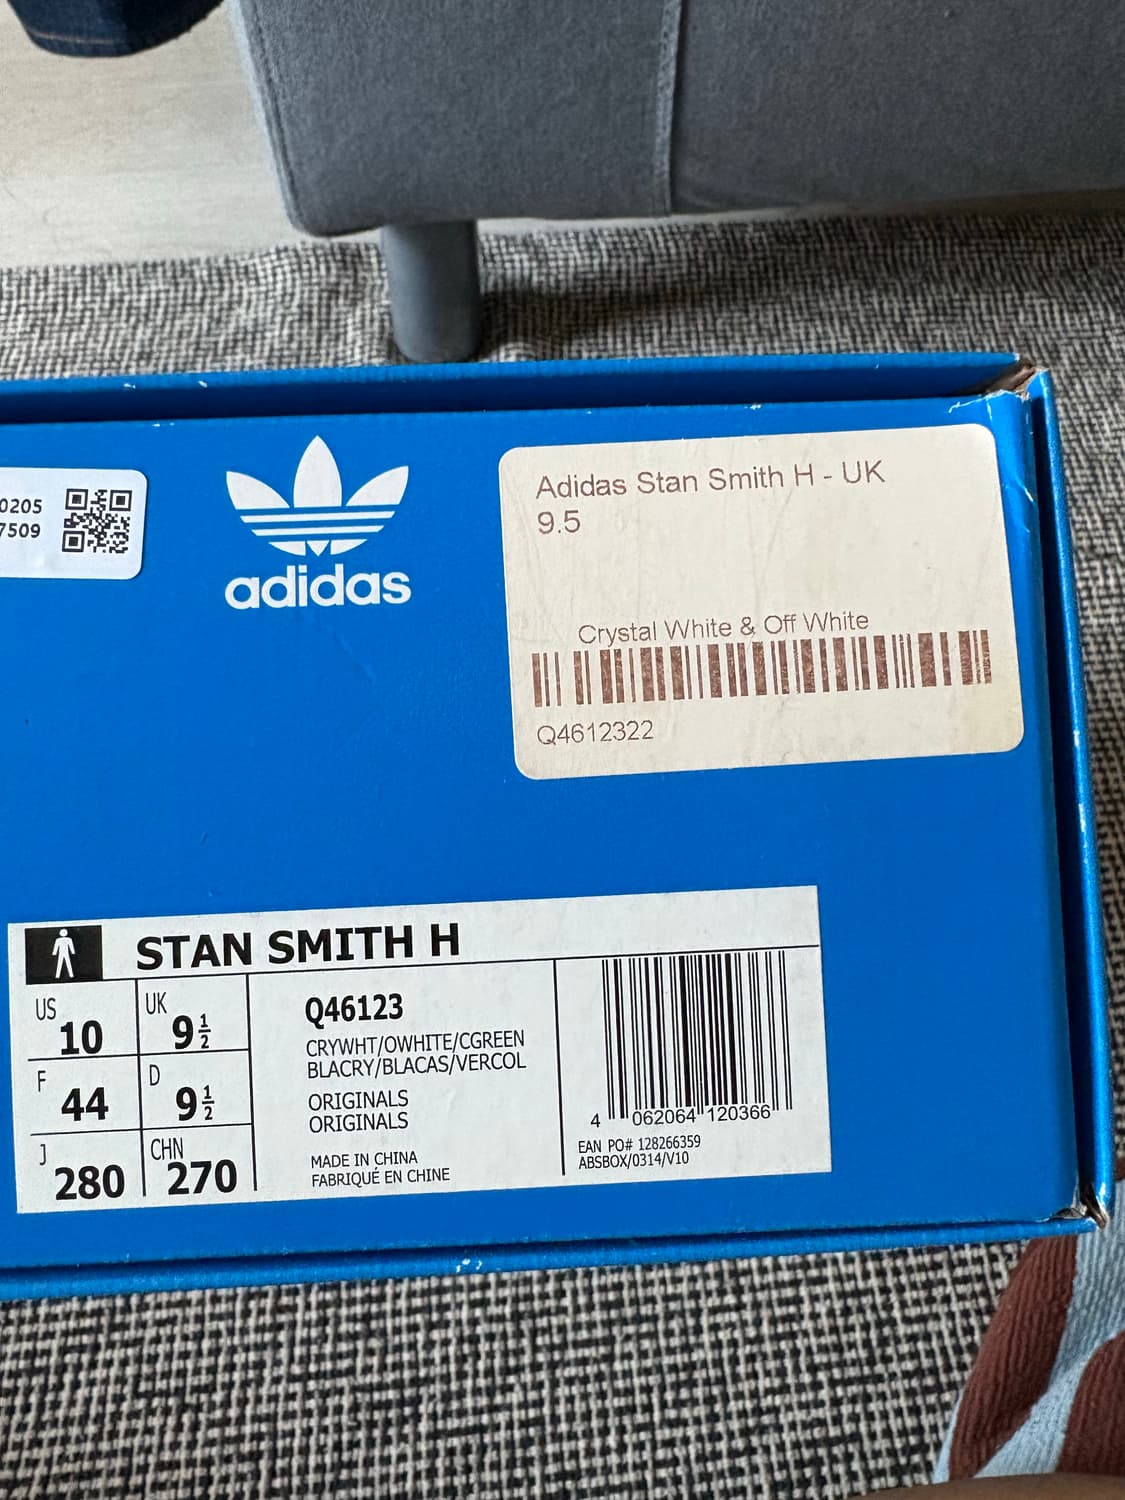 0205
7509
adidas
Adidas Stan Smith H - UK
9.5
Crystal White & Off White
Q4612322
STAN SMITH H
US 10
UK 9½
F 44
D 9½
J 280
CHN 270
Q46123
CRYWHT/OWHITE/CGREEN
BLACRY/BLACAS/VERCOL
ORIGINALS
ORIGINALS
MADE IN CHINA
FABRIQUÉ EN CHINE
4 062064 120366
EAN PO# 128266359
ABSBOX/0314/V10